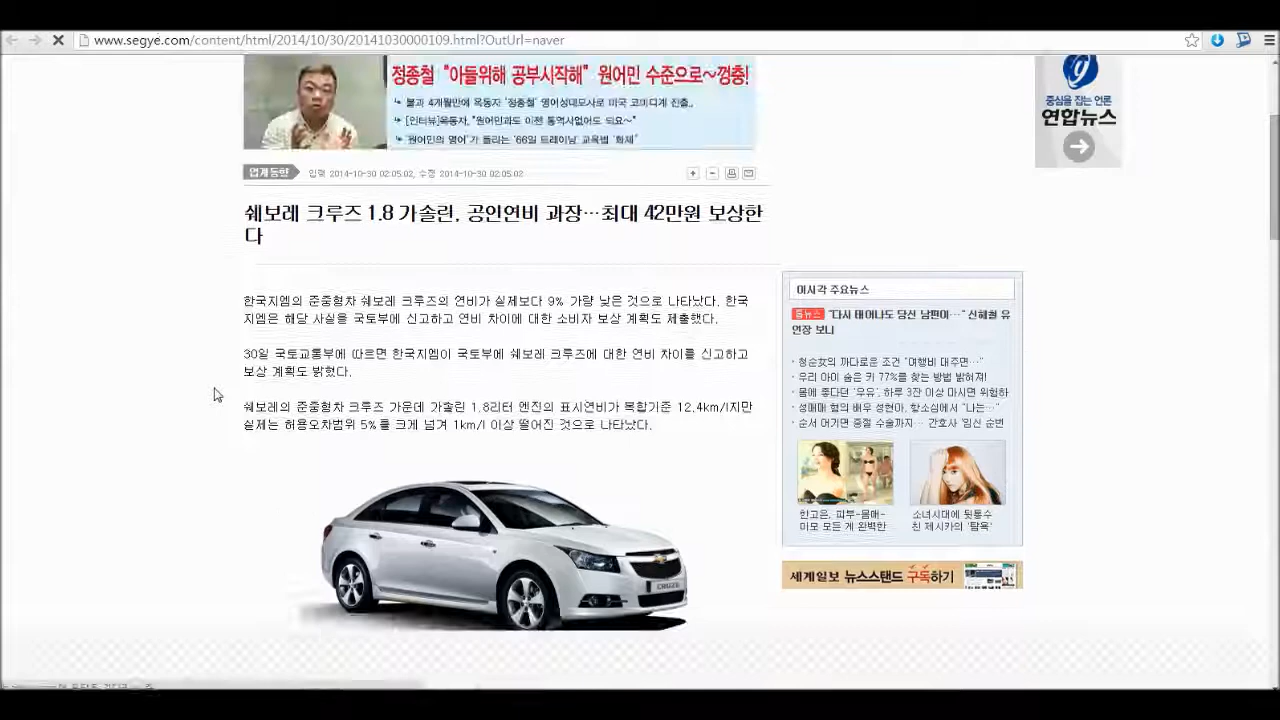 www.segye.com/content/html/2014/10/30/20141030000109.html?OutUrl=naver
정종철 "아들위해 공부시작해" 원어민 수준으로~껑충!
불과 4개월만에 옥동자 '정종철' 영어성대모사로 미국 코미디계 진출..
[인터뷰]옥동자, "원어민과도 이젠 통역사없어도 되요~"
'원어민의 영어'가 들리는 '66일 트레이닝' 교육법 '화제'
중심을 잡는 언론
연합뉴스
업계동향
입력 2014-10-30 02:05:02, 수정 2014-10-30 02:05:02
쉐보레 크루즈 1.8 가솔린, 공인연비 과장…최대 42만원 보상한
다
한국지엠의 준중형차 쉐보레 크루즈의 연비가 실제보다 9% 가량 낮은 것으로 나타났다. 한국
지엠은 해당 사실을 국토부에 신고하고 연비 차이에 대한 소비자 보상 계획도 제출했다.
30일 국토교통부에 따르면 한국지엠이 국토부에 쉐보레 크루즈에 대한 연비 차이를 신고하고
보상 계획도 밝혔다.
쉐보레의 준중형차 크루즈 가운데 가솔린 1.8리터 엔진의 표시연비가 복합기준 12.4km/l지만
실제는 허용오차범위 5%를 크게 넘겨 1km/l 이상 떨어진 것으로 나타났다.
CRUZE
이시각 주요뉴스
톱뉴스 "다시 태어나도 당신 남편이…" 신해철 유
언장 보니
· 청순女의 까다로운 조건 "여행비 대주면…"
· 우리 아이 숨은 키 77%를 찾는 방법 밝혀져!
· 몸에 좋다던 '우유', 하루 3잔 이상 마시면 위험하
· 성매매 혐의 배우 성현아, 항소심에서 "나는…"
· 순서 어기면 중절 수술까지… 간호사 '임신 순번
한고은, 피부-몸매-
미모 모든 게 완벽한
소녀시대에 뒷통수
친 제시카의 '탐욕'
세계일보 뉴스스탠드 구독하기